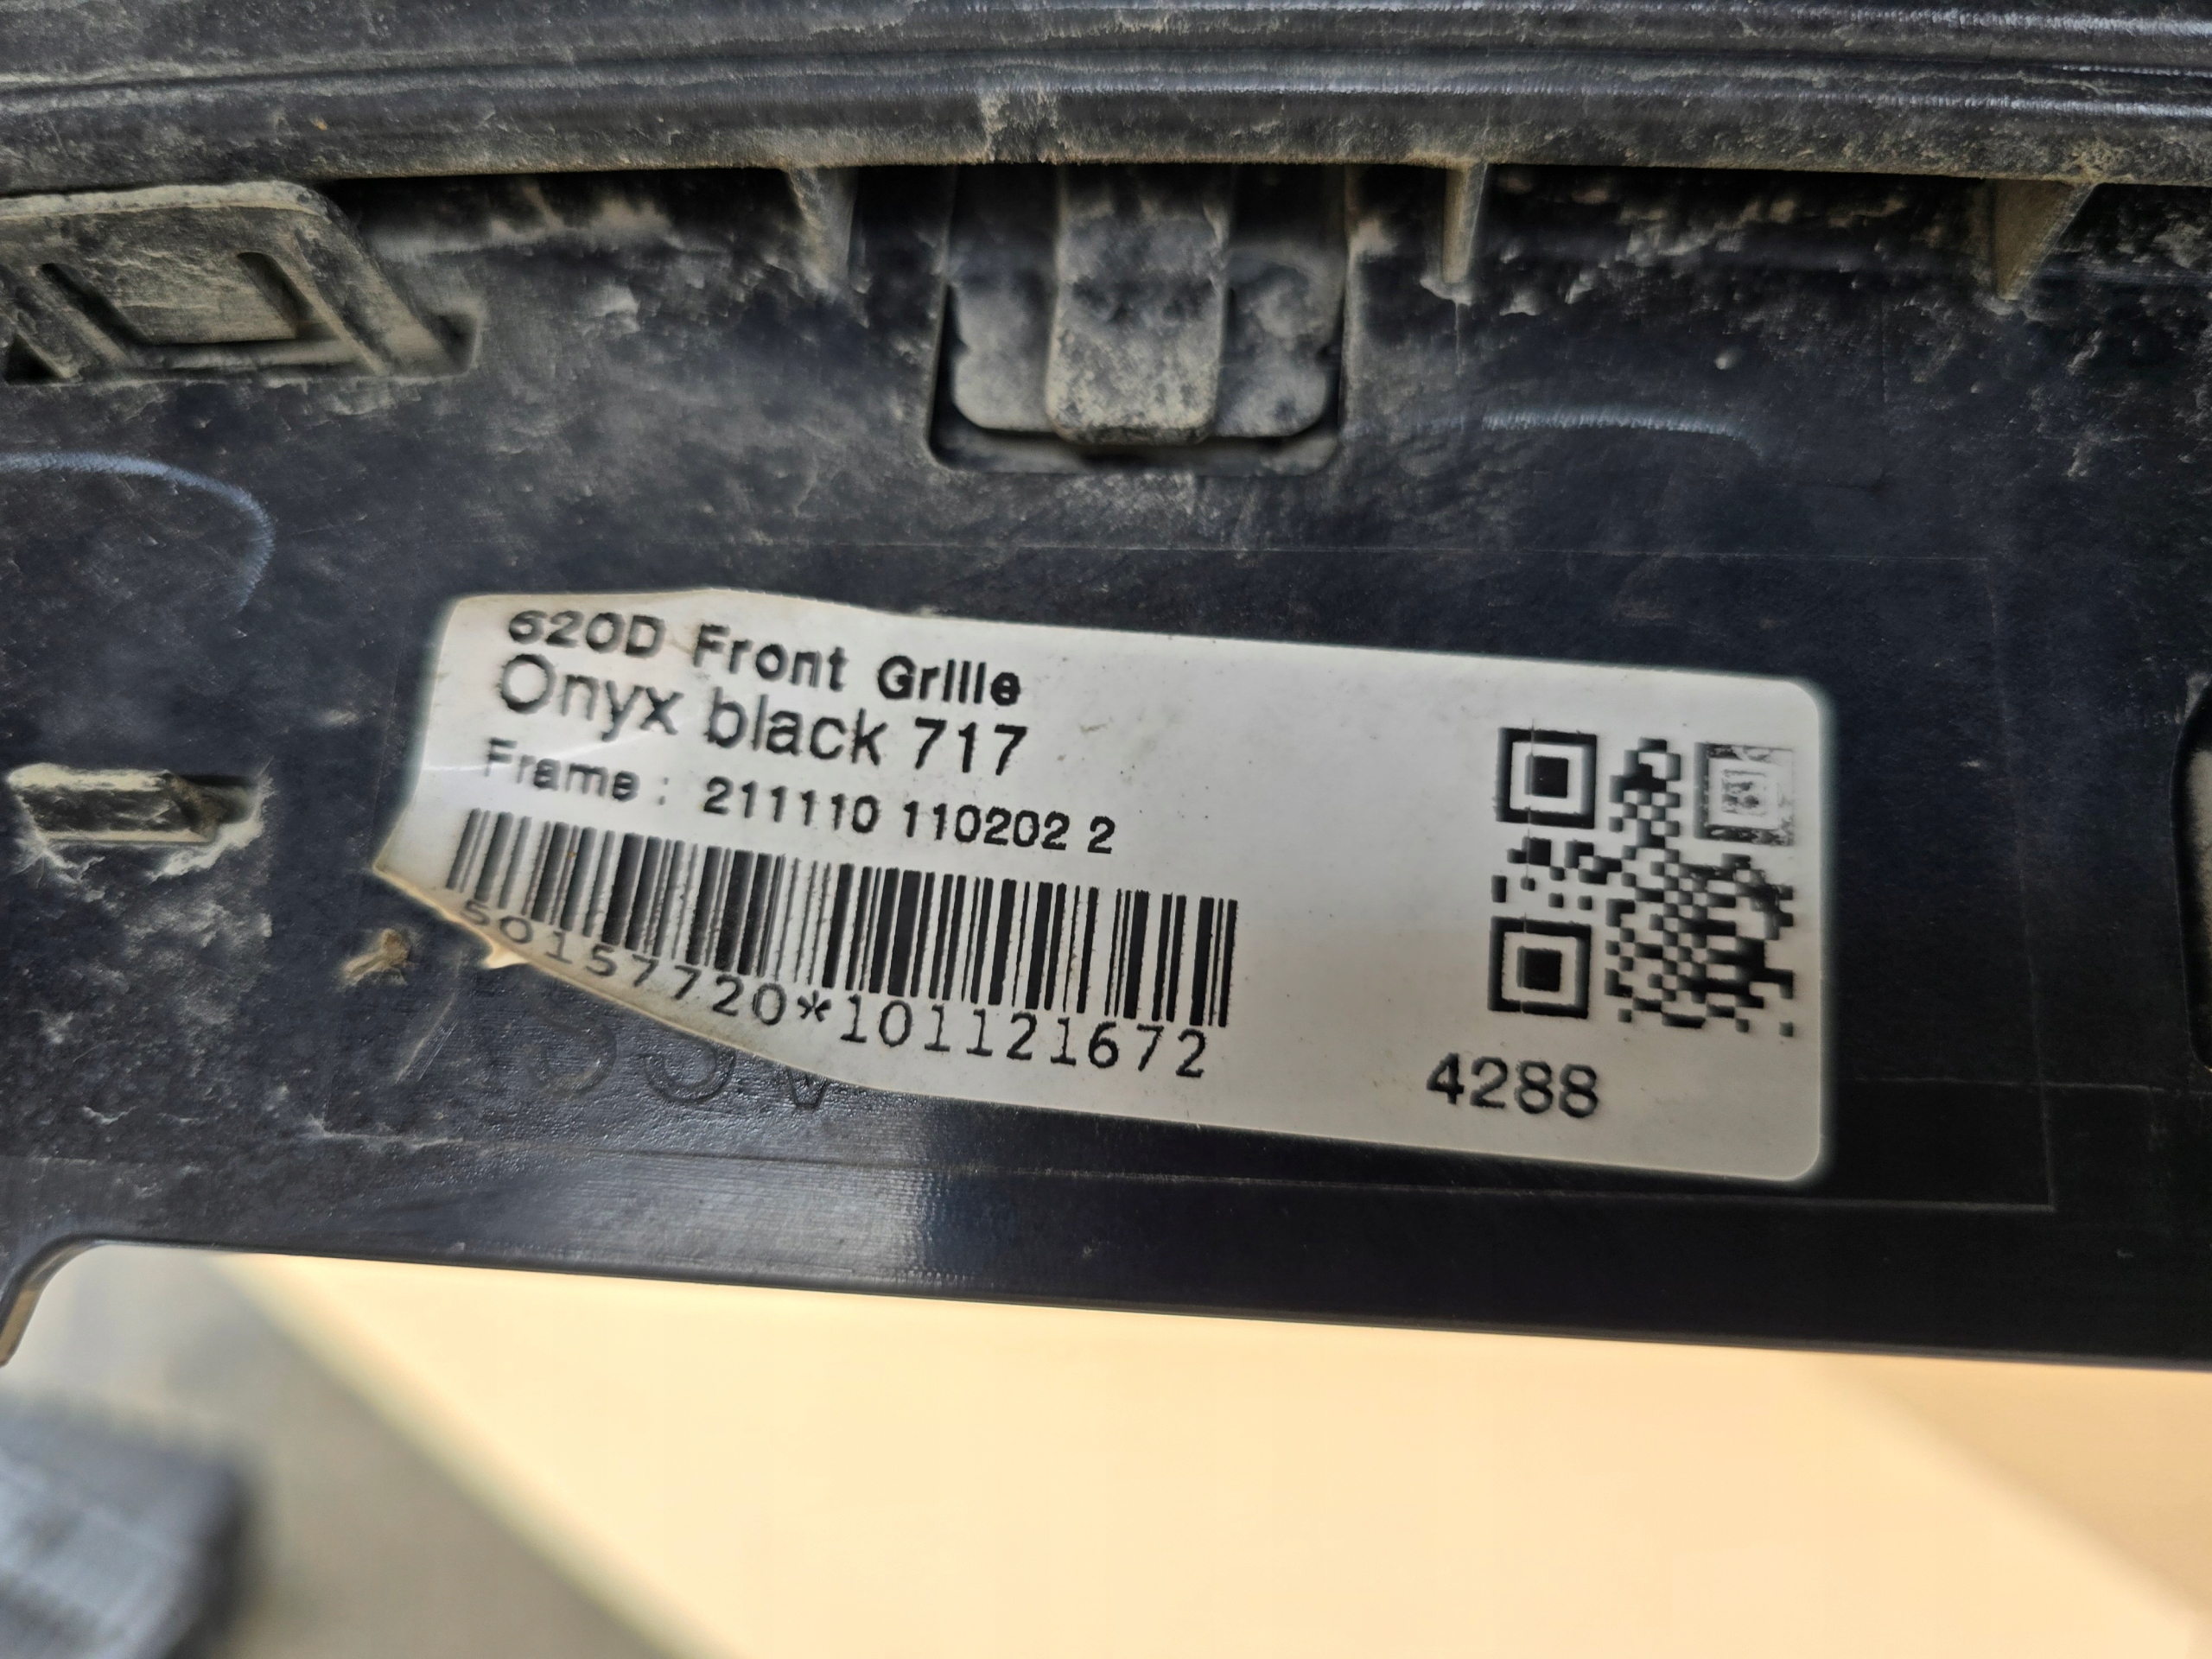 620D Front Grille
Onyx black 717
Frame : 211110 110202 2
50157720*101121672
4288